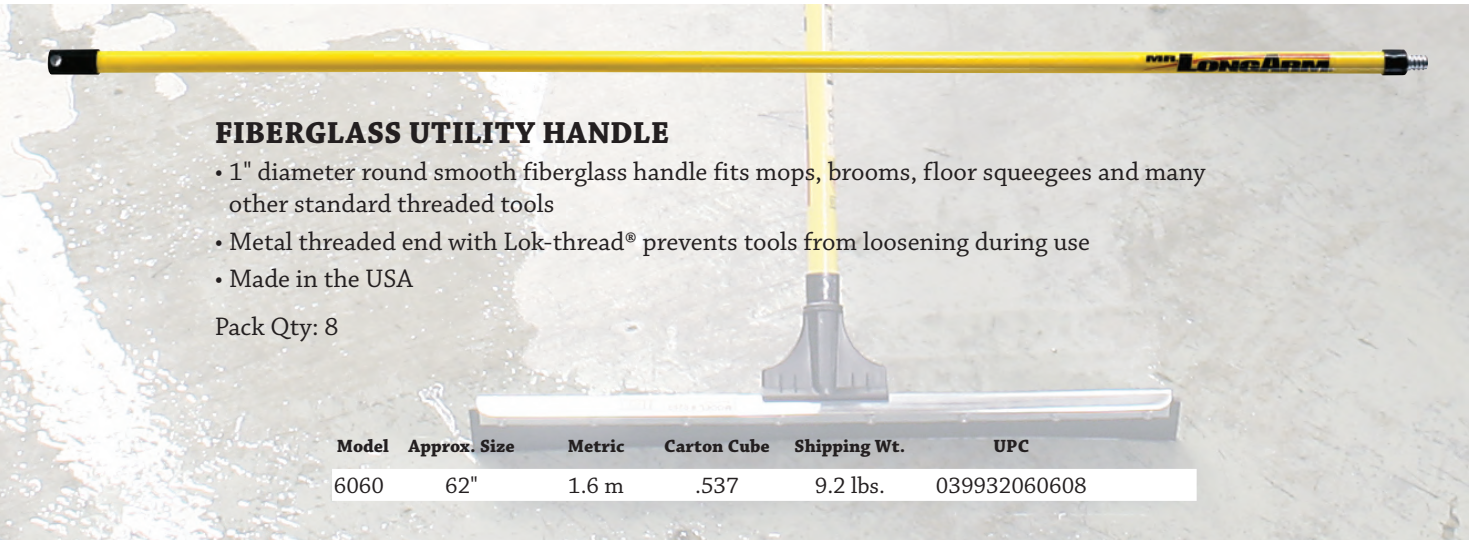 MR. LONGARM
FIBERGLASS UTILITY HANDLE
• 1" diameter round smooth fiberglass handle fits mops, brooms, floor squeegees and many
other standard threaded tools
• Metal threaded end with Lok-thread® prevents tools from loosening during use
• Made in the USA
Pack Qty: 8
Model Approx. Size Metric Carton Cube Shipping Wt. UPC
6060 62" 1.6 m .537 9.2 lbs. 039932060608